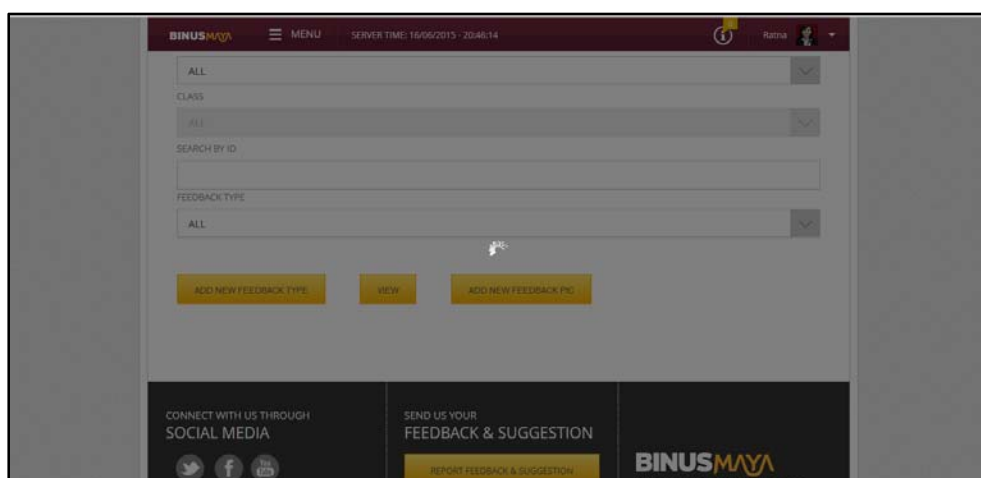 BINUSMAYA MENU SERVER TIME: 16/06/2015 - 20:46:14 Ratna
ALL
CLASS
ALL
SEARCH BY ID
FEEDBACK TYPE
ALL
ADD NEW FEEDBACK TYPE VIEW ADD NEW FEEDBACK PIC
CONNECT WITH US THROUGH
SOCIAL MEDIA
SEND US YOUR
FEEDBACK & SUGGESTION
You Tube
REPORT FEEDBACK & SUGGESTION
BINUSMAYA